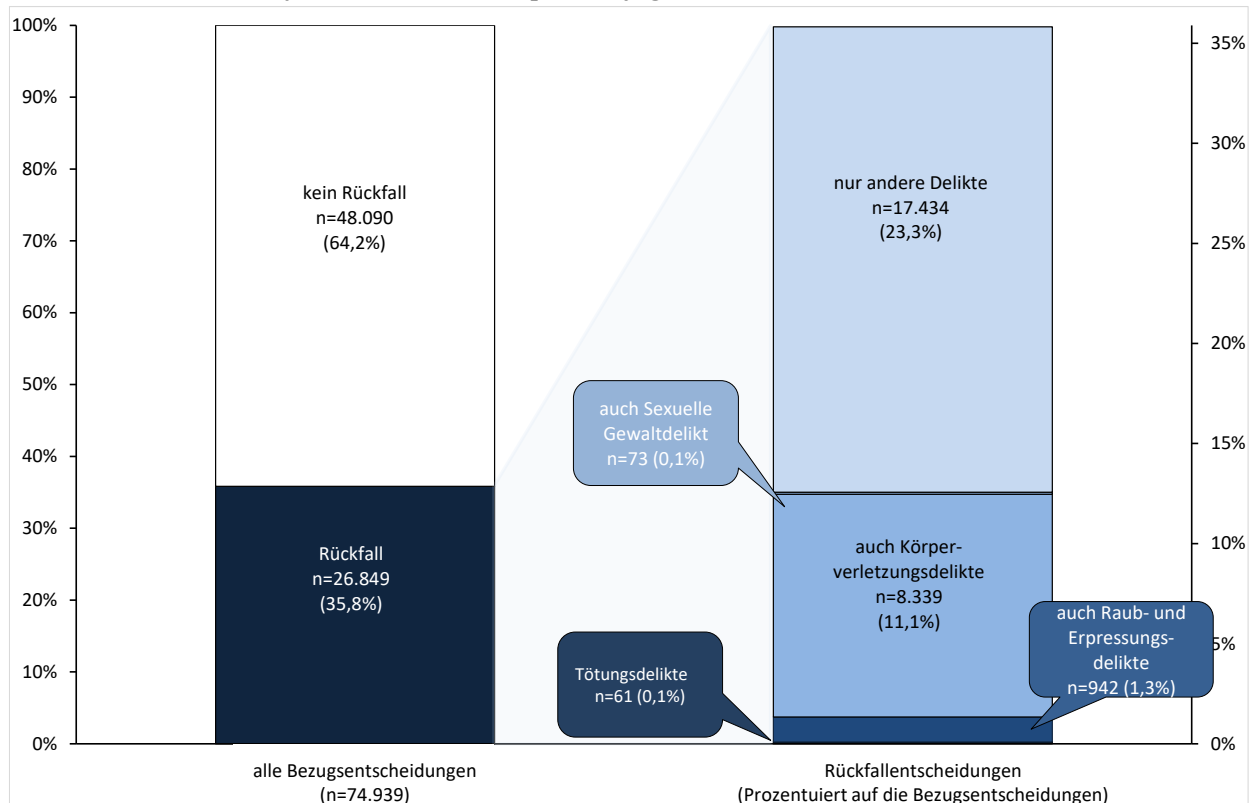 100%
90%
80%
70%
60%
50%
40%
30%
20%
10%
0%
kein Rückfall
n=48.090
(64,2%)
Rückfall
n=26.849
(35,8%)
alle Bezugsentscheidungen
(n=74.939)
auch Sexuelle
Gewaltdelikt
n=73 (0,1%)
Tötungsdelikte
n=61 (0,1%)
nur andere Delikte
n=17.434
(23,3%)
auch Körper-
verletzungsdelikte
n=8.339
(11,1%)
auch Raub- und
Erpressungs-
delikte
n=942 (1,3%)
Rückfallentscheidungen
(Prozentuiert auf die Bezugsentscheidungen)
35%
30%
25%
20%
15%
10%
5%
0%